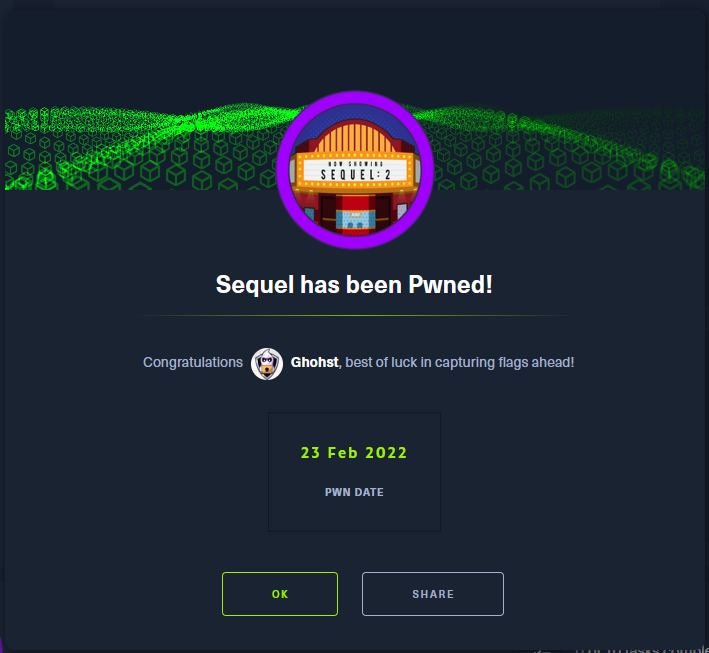 NOW SHOWING
SEQUEL:2
Sequel has been Pwned!
Congratulations Ghohst, best of luck in capturing flags ahead!
23 Feb 2022
PWN DATE
OK SHARE